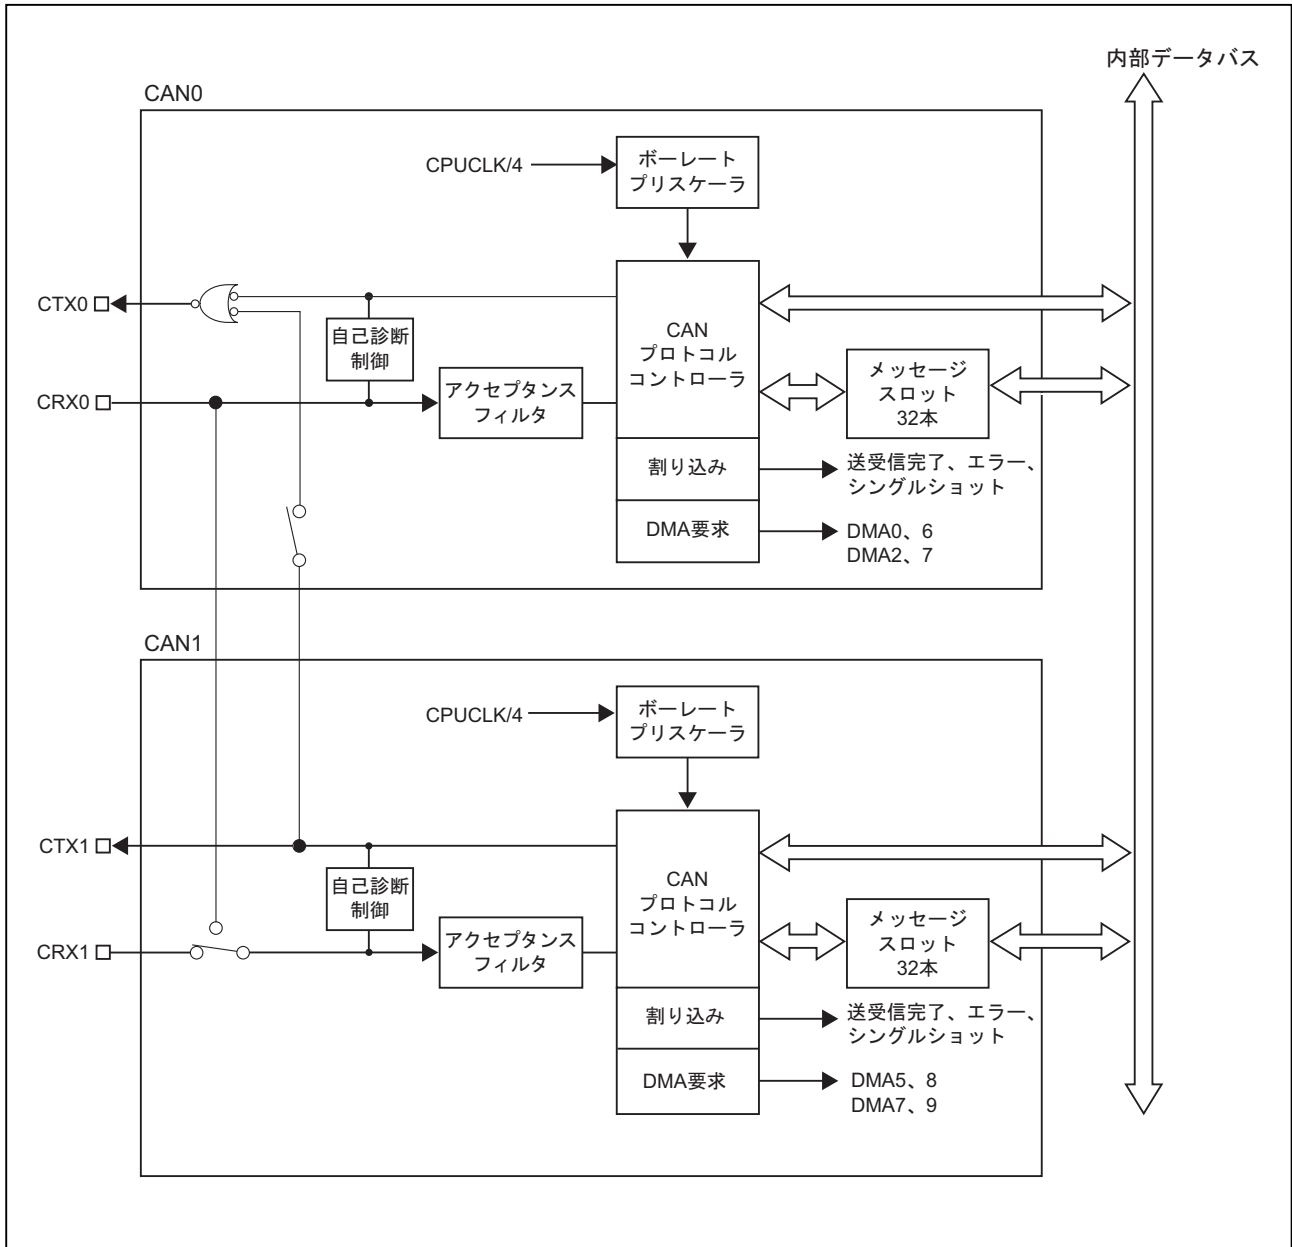 内部データバス
CAN0
CPUCLK/4
ボーレート
プリスケーラ
CTX0
自己診断
制御
CAN
プロトコル
コントローラ
CRX0
アクセプタンス
フィルタ
メッセージ
スロット
32本
割り込み
送受信完了、エラー、
シングルショット
DMA要求
DMA0、6
DMA2、7
CAN1
CPUCLK/4
ボーレート
プリスケーラ
CTX1
自己診断
制御
CAN
プロトコル
コントローラ
CRX1
アクセプタンス
フィルタ
メッセージ
スロット
32本
割り込み
送受信完了、エラー、
シングルショット
DMA要求
DMA5、8
DMA7、9